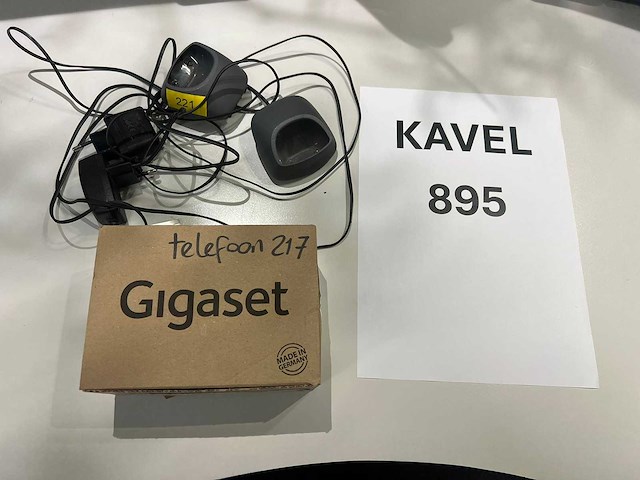 221
KAVEL
895
telefoon 217
Gigaset
MADE IN
GERMANY